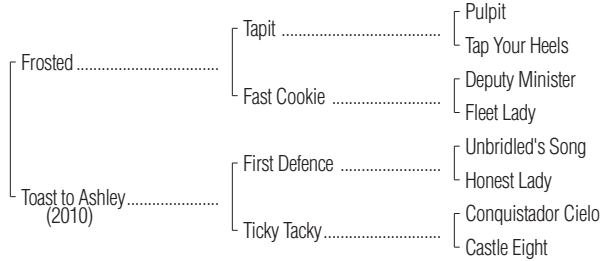 Pulpit
Tapit ........................................
Tap Your Heels
Frosted ....................................
Deputy Minister
Fast Cookie ...........................
Fleet Lady
Unbridled's Song
First Defence .........................
Honest Lady
Toast to Ashley.......................
(2010)
Conquistador Cielo
Ticky Tacky.............................
Castle Eight